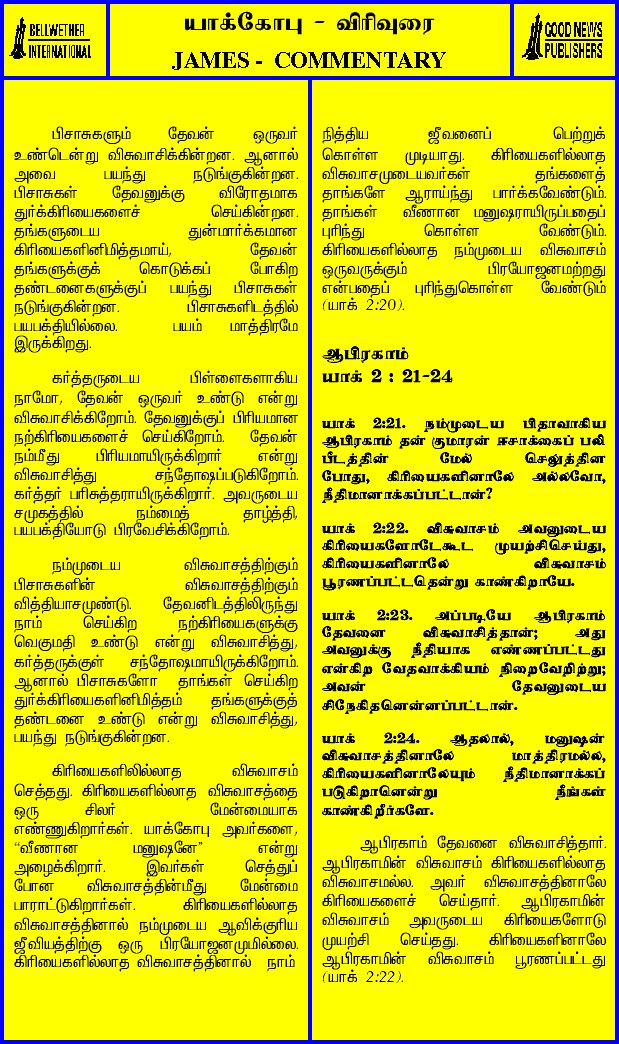 BELLWETHER
INTERNATIONAL
யாக்கோபு - விரிவுரை
JAMES - COMMENTARY
GOOD NEWS
PUBLISHERS
பிசாசுகளும் தேவன் ஒருவர்
உண்டென்று விசுவாசிக்கின்றன. ஆனால்
அவை பயந்து நடுங்குகின்றன.
பிசாசுகள் தேவனுக்கு விரோதமாக
துர்க்கிரியைகளைச் செய்கின்றன.
தங்களுடைய துன்மார்க்கமான
கிரியைகளினிமித்தமாய், தேவன்
தங்களுக்குக் கொடுக்கப் போகிற
தண்டனைகளுக்குப் பயந்து பிசாசுகள்
நடுங்குகின்றன. பிசாசுகளிடத்தில்
பயபக்தியில்லை. பயம் மாத்திரமே
இருக்கிறது.
கர்த்தருடைய பிள்ளைகளாகிய
நாமோ, தேவன் ஒருவர் உண்டு என்று
விசுவாசிக்கிறோம். தேவனுக்குப் பிரியமான
நற்கிரியைகளைச் செய்கிறோம். தேவன்
நம்மீது பிரியமாயிருக்கிறார் என்று
விசுவாசித்து சந்தோஷப்படுகிறோம்.
கர்த்தர் பரிசுத்தராயிருக்கிறார். அவருடைய
சமுகத்தில் நம்மைத் தாழ்த்தி,
பயபக்தியோடு பிரவேசிக்கிறோம்.
நம்முடைய விசுவாசத்திற்கும்
பிசாசுகளின் விசுவாசத்திற்கும்
வித்தியாசமுண்டு. தேவனிடத்திலிருந்து
நாம் செய்கிற நற்கிரியைகளுக்கு
வெகுமதி உண்டு என்று விசுவாசித்து,
கர்த்தருக்குள் சந்தோஷமாயிருக்கிறோம்.
ஆனால் பிசாசுகளோ தாங்கள் செய்கிற
துர்க்கிரியைகளினிமித்தம் தங்களுக்குத்
தண்டனை உண்டு என்று விசுவாசித்து,
பயந்து நடுங்குகின்றன.
கிரியைகளிலில்லாத விசுவாசம்
செத்தது. கிரியைகளில்லாத விசுவாசத்தை
ஒரு சிலர் மேன்மையாக
எண்ணுகிறார்கள். யாக்கோபு அவர்களை,
“வீணான மனுஷனே” என்று
அழைக்கிறார். இவர்கள் செத்துப்
போன விசுவாசத்தின்மீது மேன்மை
பாராட்டுகிறார்கள். கிரியைகளில்லாத
விசுவாசத்தினால் நம்முடைய ஆவிக்குரிய
ஜீவியத்திற்கு ஒரு பிரயோஜனமுமில்லை.
கிரியைகளில்லாத விசுவாசத்தினால் நாம்
நித்திய ஜீவனைப் பெற்றுக்
கொள்ள முடியாது. கிரியைகளில்லாத
விசுவாசமுடையவர்கள் தங்களைத்
தாங்களே ஆராய்ந்து பார்க்கவேண்டும்.
தாங்கள் வீணான மனுஷராயிருப்பதைப்
புரிந்து கொள்ள வேண்டும்.
கிரியைகளில்லாத நம்முடைய விசுவாசம்
ஒருவருக்கும் பிரயோஜனமற்றது
என்பதைப் புரிந்துகொள்ள வேண்டும்
(யாக் 2:20).
ஆபிரகாம்
யாக் 2 : 21-24
யாக் 2:21. நம்முடைய பிதாவாகிய
ஆபிரகாம் தன் குமாரன் ஈசாக்கைப் பலி
பீடத்தின் மேல் செலுத்தின
போது, கிரியைகளினாலே அல்லவோ,
நீதிமானாக்கப்பட்டான்?
யாக் 2:22. விசுவாசம் அவனுடைய
கிரியைகளோடேகூட முயற்சிசெய்து,
கிரியைகளினாலே விசுவாசம்
பூரணப்பட்டதென்று காண்கிறாயே.
யாக் 2:23. அப்படியே ஆபிரகாம்
தேவனை விசுவாசித்தான்; அது
அவனுக்கு நீதியாக எண்ணப்பட்டது
என்கிற வேதவாக்கியம் நிறைவேறிற்று;
அவன் தேவனுடைய
சிநேகிதனென்னப்பட்டான்.
யாக் 2:24. ஆதலால், மனுஷன்
விசுவாசத்தினாலே மாத்திரமல்ல,
கிரியைகளினாலேயும் நீதிமானாக்கப்
படுகிறானென்று நீங்கள்
காண்கிறீர்களே.
ஆபிரகாம் தேவனை விசுவாசித்தார்.
ஆபிரகாமின் விசுவாசம் கிரியைகளில்லாத
விசுவாசமல்ல. அவர் விசுவாசத்தினாலே
கிரியைகளைச் செய்தார். ஆபிரகாமின்
விசுவாசம் அவருடைய கிரியைகளோடு
முயற்சி செய்தது. கிரியைகளினாலே
ஆபிரகாமின் விசுவாசம் பூரணப்பட்டது
(யாக் 2:22).